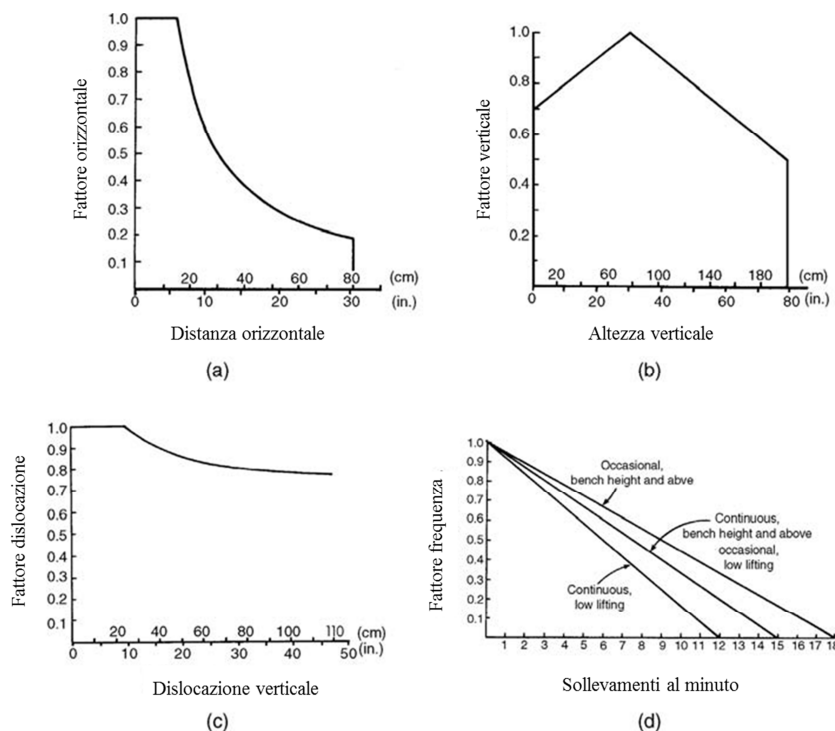 Fattore orizzontale
1.0
0.9
0.8
0.7
0.6
0.5
0.4
0.3
0.2
0.1
20 40 60 80 (cm)
0 10 20 30 (in.)
Distanza orizzontale
(a)
Fattore verticale
1.0
0.8
0.6
0.4
0.2
20 60 100 140 180 (cm)
0 20 40 60 80 (in.)
Altezza verticale
(b)
Fattore dislocazione
1.0
0.9
0.8
0.7
0.6
0.5
0.4
0.3
0.2
0.1
20 40 60 80 100 110 (cm)
0 10 20 30 40 50 (in.)
Dislocazione verticale
(c)
Fattore frequenza
1.0
0.9
0.8
0.7
0.6
0.5
0.4
0.3
0.2
0.1
Occasional,
bench height and abve
Continuous,
bench height and above
occasional,
low lifting
Continuous,
low lifting
1 2 3 4 5 6 7 8 9 10 11 12 13 14 15 16 17 18
Sollevamenti al minuto
(d)